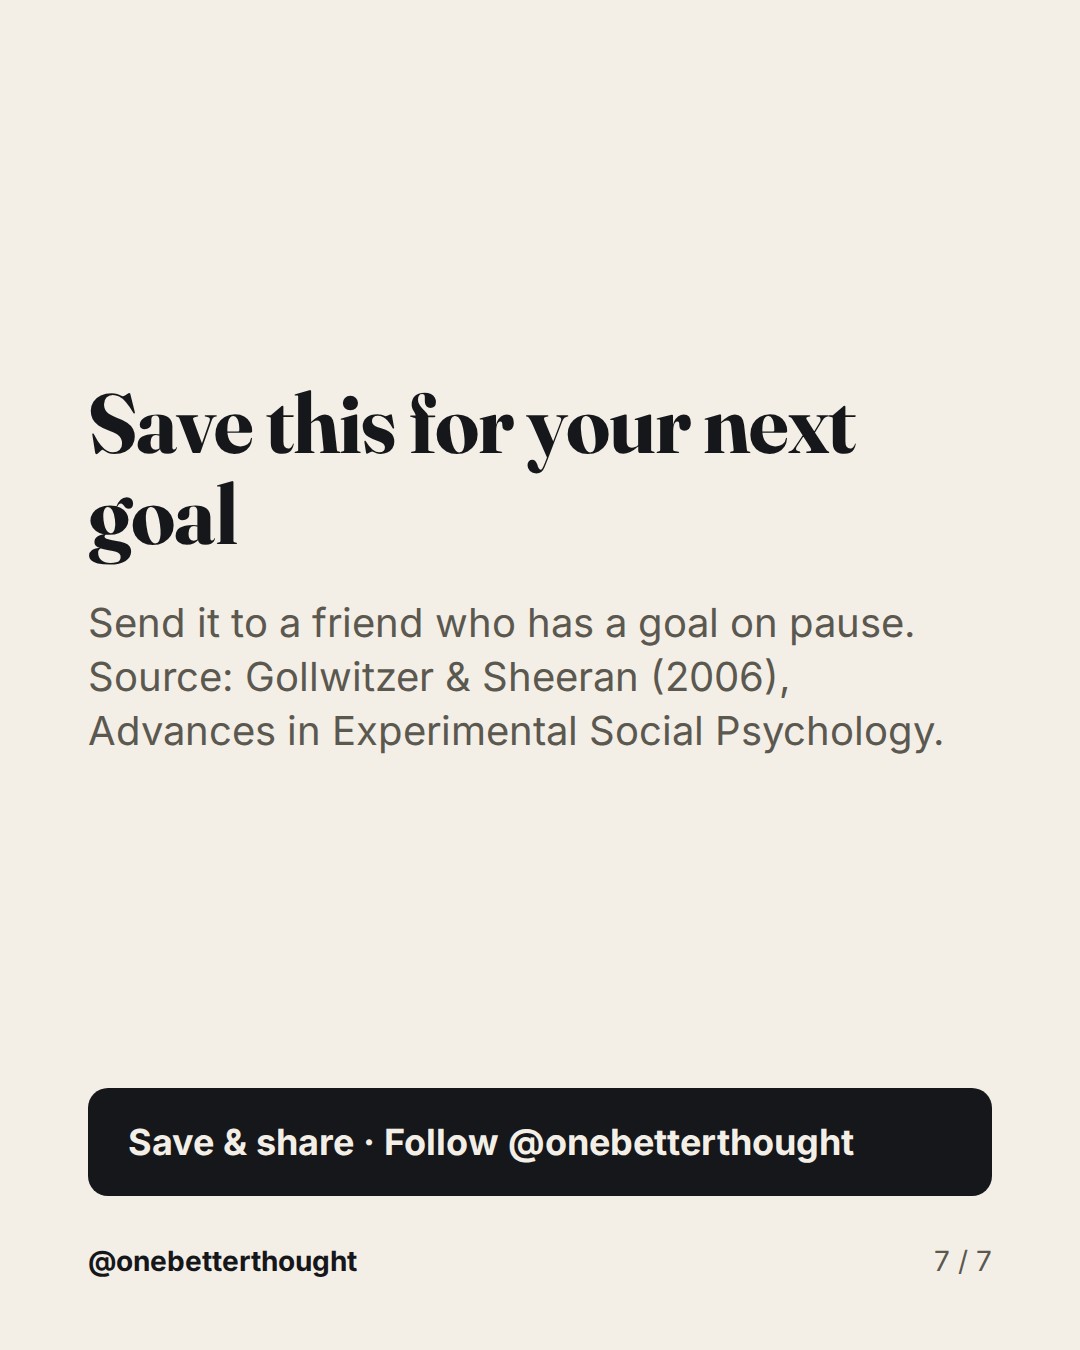 Save this for your next
goal
Send it to a friend who has a goal on pause.
Source: Gollwitzer & Sheeran (2006),
Advances in Experimental Social Psychology.
Save & share · Follow @onebetterthought
@onebetterthought
7 / 7